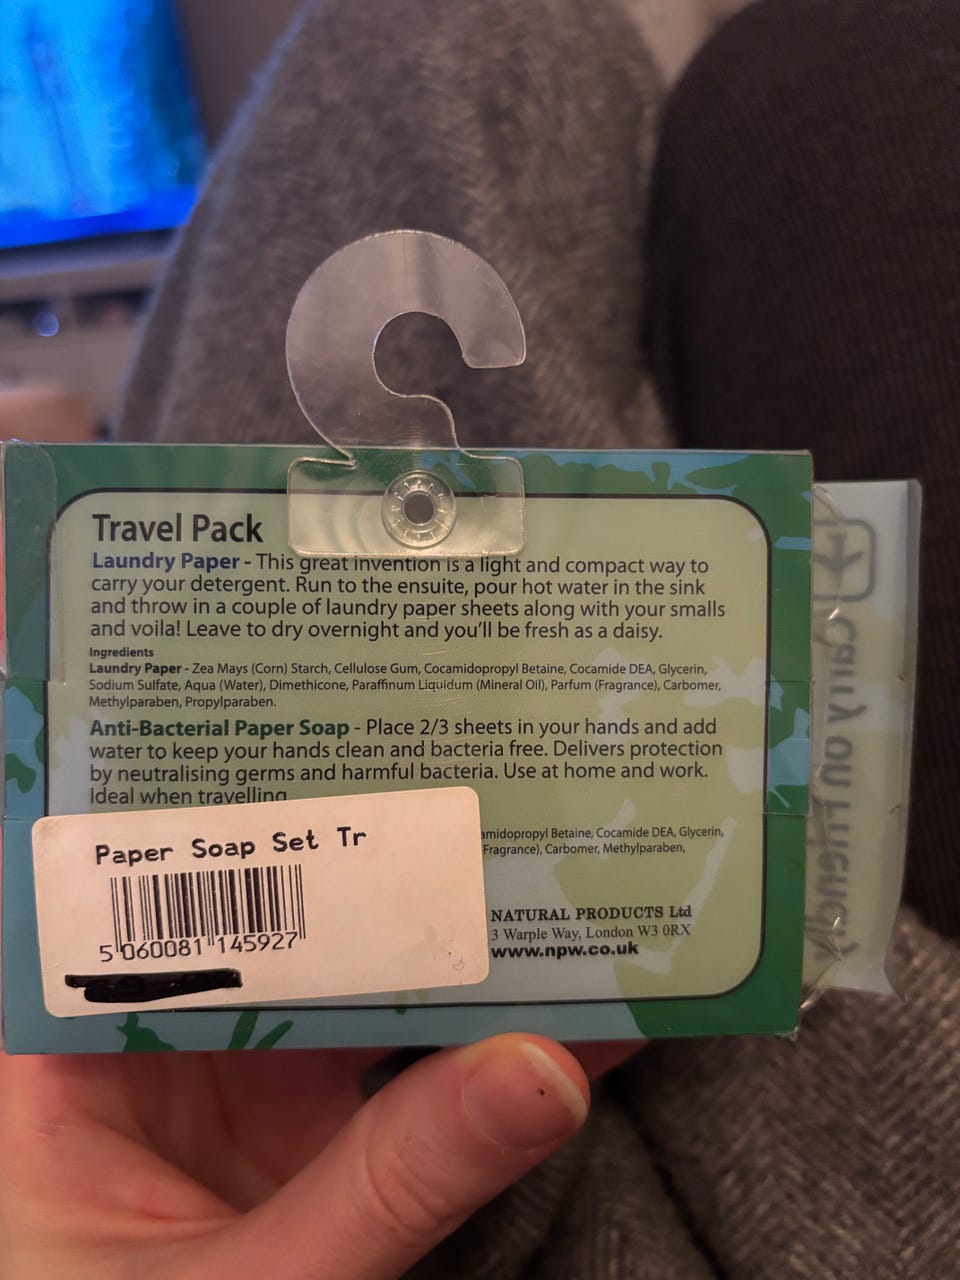 Travel Pack
Laundry Paper - This great invention is a light and compact way to
carry your detergent. Run to the ensuite, pour hot water in the sink
and throw in a couple of laundry paper sheets along with your smalls
and voila! Leave to dry overnight and you'll be fresh as a daisy.
Ingredients
Laundry Paper - Zea Mays (Corn) Starch, Cellulose Gum, Cocamidopropyl Betaine, Cocamide DEA, Glycerin,
Sodium Sulfate, Aqua (Water), Dimethicone, Paraffinum Liquidum (Mineral Oil), Parfum (Fragrance), Carbomer,
Methylparaben, Propylparaben.
Anti-Bacterial Paper Soap - Place 2/3 sheets in your hands and add
water to keep your hands clean and bacteria free. Delivers protection
by neutralising germs and harmful bacteria. Use at home and work.
Ideal when travelling
amidopropyl Betaine, Cocamide DEA, Glycerin,
Fragrance), Carbomer, Methylparaben,
Paper Soap Set Tr
5 060081 145927
NATURAL PRODUCTS Ltd
3 Warple Way, London W3 0RX
www.npw.co.uk
carry on friendly